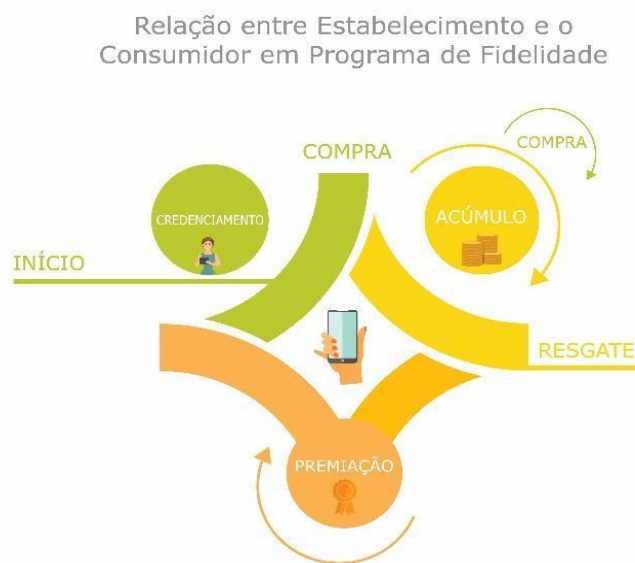 Relação entre Estabelecimento e o
Consumidor em Programa de Fidelidade
COMPRA
COMPRA
CREDENCIAMENTO
ACÚMULO
INÍCIO
RESGATE
PREMIAÇÃO